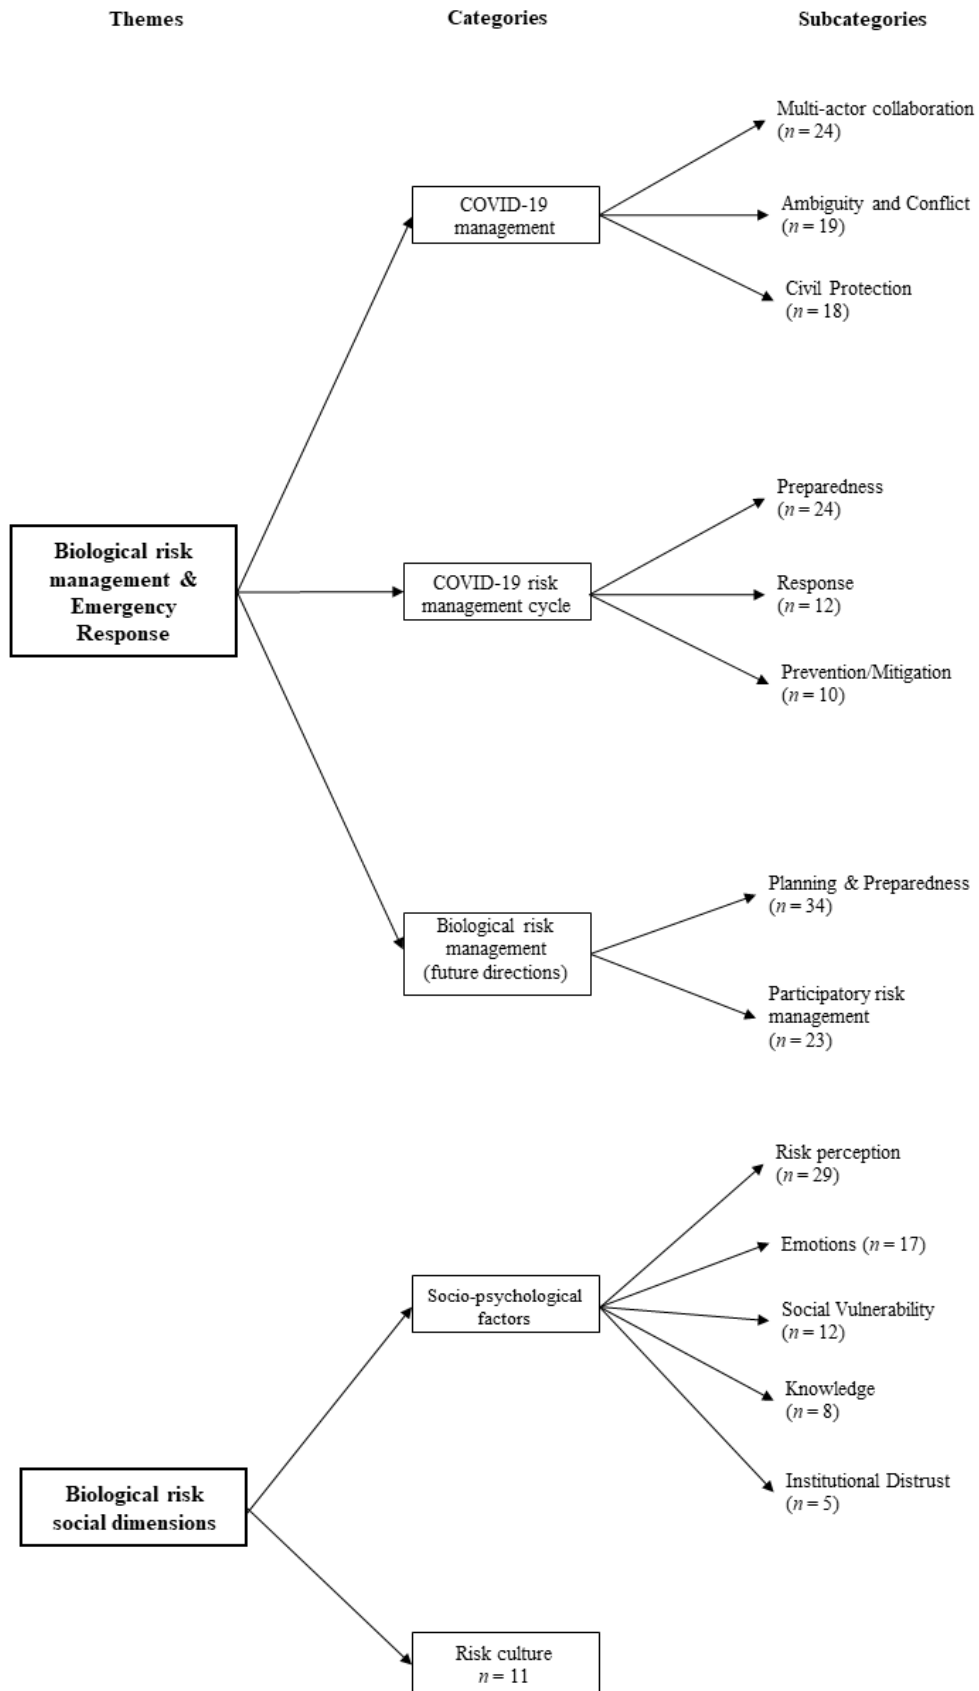 Themes
Categories
Subcategories
Multi-actor collaboration
(n = 24)
COVID-19
management
Ambiguity and Conflict
(n = 19)
Civil Protection
(n = 18)
Biological risk
management &
Emergency
Response
COVID-19 risk
management cycle
Preparedness
(n = 24)
Response
(n = 12)
Prevention/Mitigation
(n = 10)
Biological risk
management
(future directions)
Planning & Preparedness
(n = 34)
Participatory risk
management
(n = 23)
Biological risk
social dimensions
Socio-psychological
factors
Risk perception
(n = 29)
Emotions (n = 17)
Social Vulnerability
(n = 12)
Knowledge
(n = 8)
Institutional Distrust
(n = 5)
Risk culture
n = 11